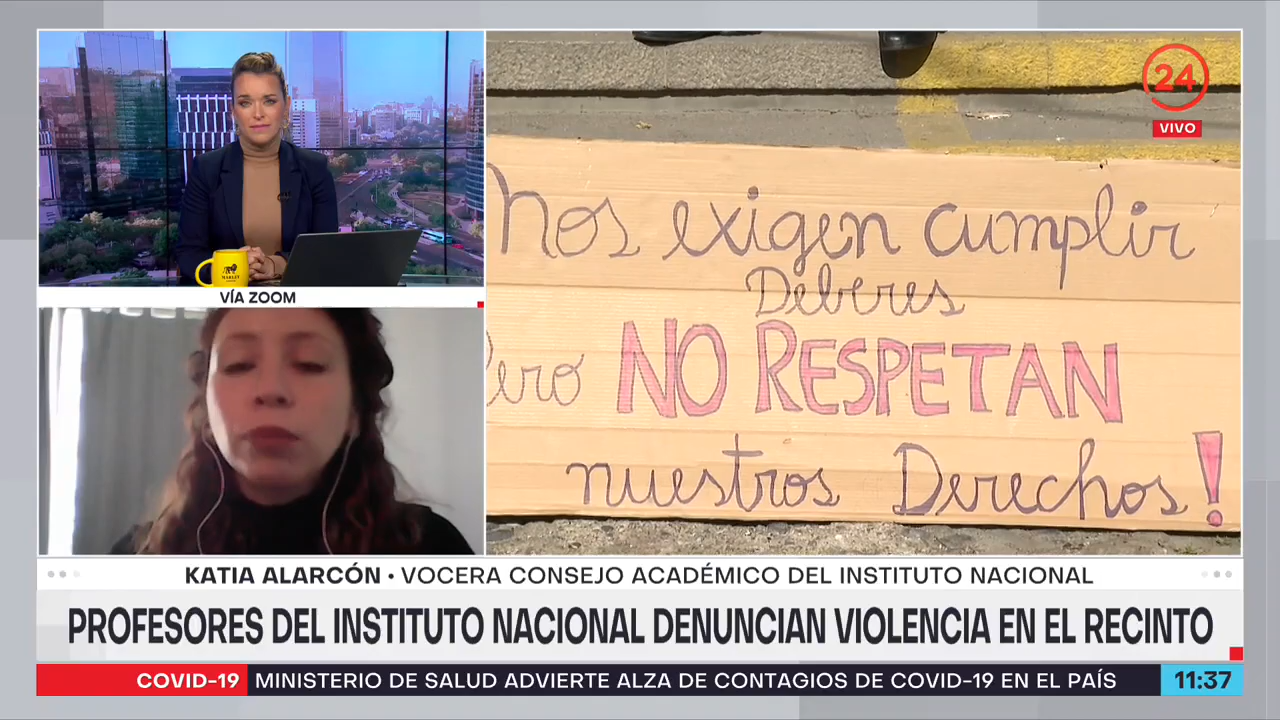 24
VIVO
HARLEY
VÍA ZOOM
Nos exigen cumplir
Deberes
Pero NO RESPETAN
nuestros Derechos!
KATIA ALARCÓN • VOCERA CONSEJO ACADÉMICO DEL INSTITUTO NACIONAL
PROFESORES DEL INSTITUTO NACIONAL DENUNCIAN VIOLENCIA EN EL RECINTO
COVID-19 MINISTERIO DE SALUD ADVIERTE ALZA DE CONTAGIOS DE COVID-19 EN EL PAÍS 11:37